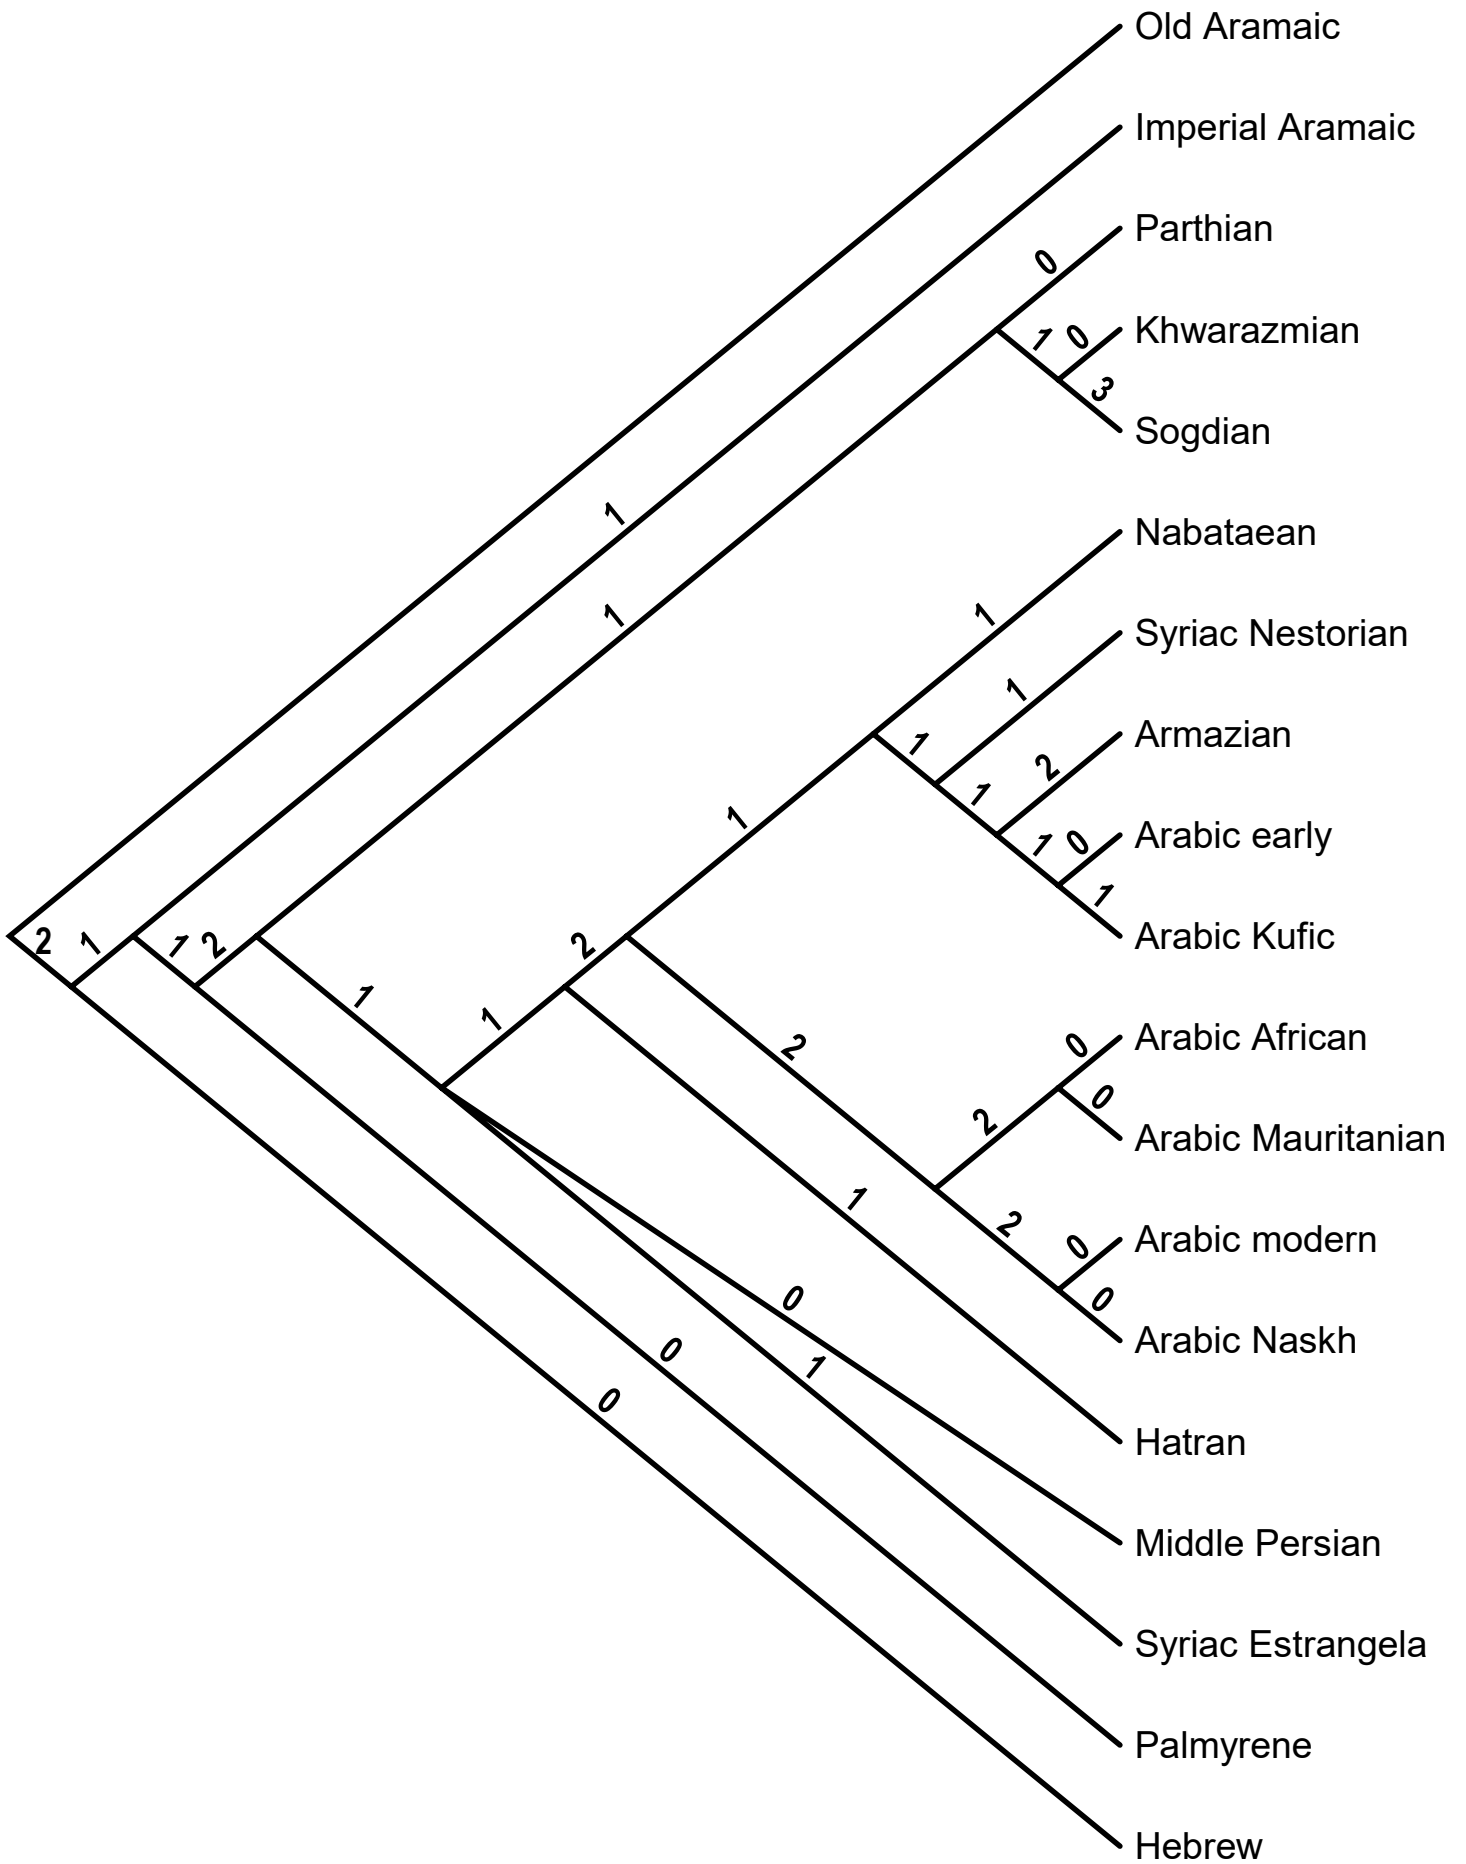 Old Aramaic
Imperial Aramaic
Parthian
0
Khwarazmian
1 0
3
Sogdian
1
Nabataean
1
1
Syriac Nestorian
1
1
Armazian
2
1
1
Arabic early
1 0
1
Arabic Kufic
2 1
1 2
2
1
1
Arabic African
0
2
0
2
Arabic Mauritanian
1
2
Arabic modern
0
0
0
Arabic Naskh
0
1
0
Hatran
Middle Persian
Syriac Estrangela
Palmyrene
Hebrew